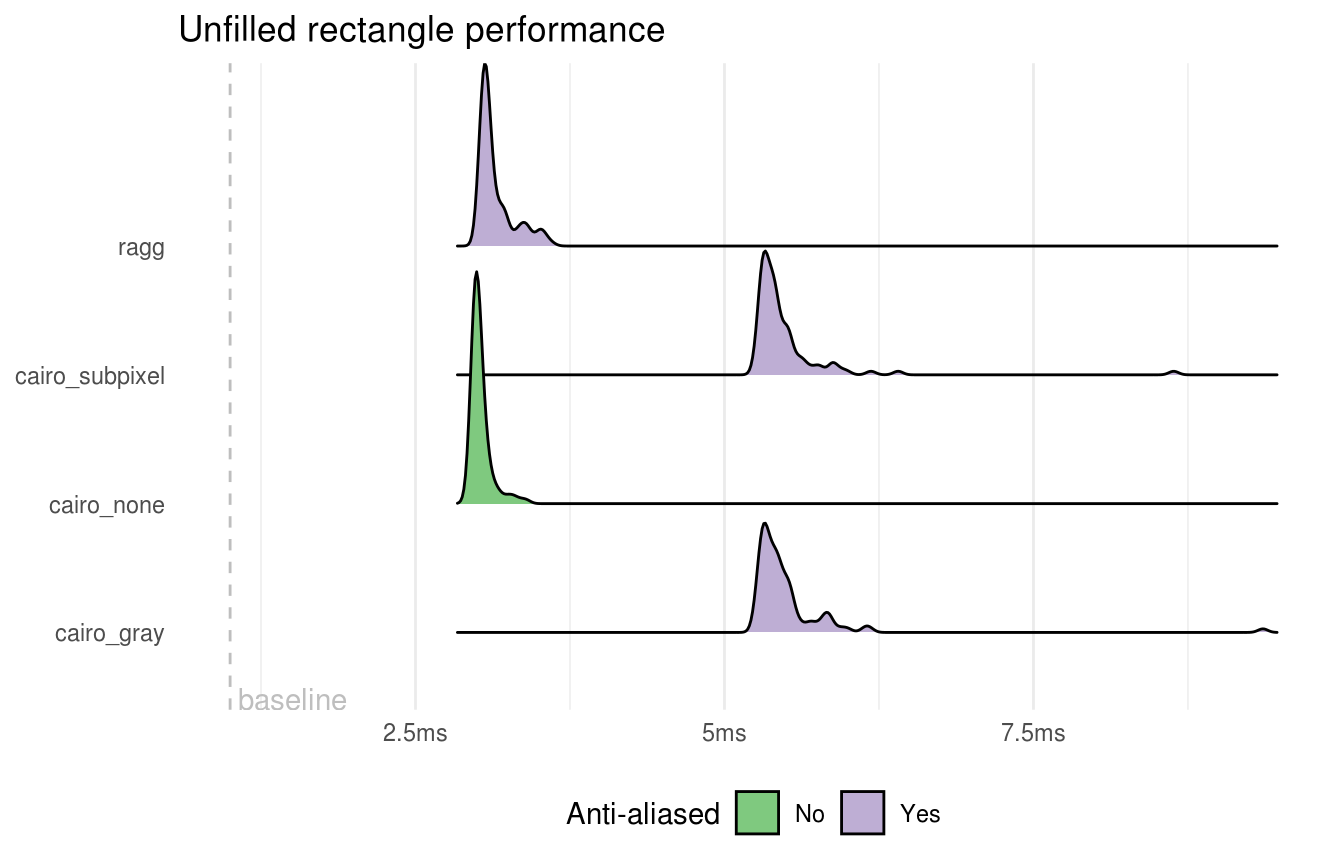 Unfilled rectangle performance
ragg
cairo_subpixel
cairo_none
cairo_gray
baseline
2.5ms 5ms 7.5ms
Anti-aliased No Yes